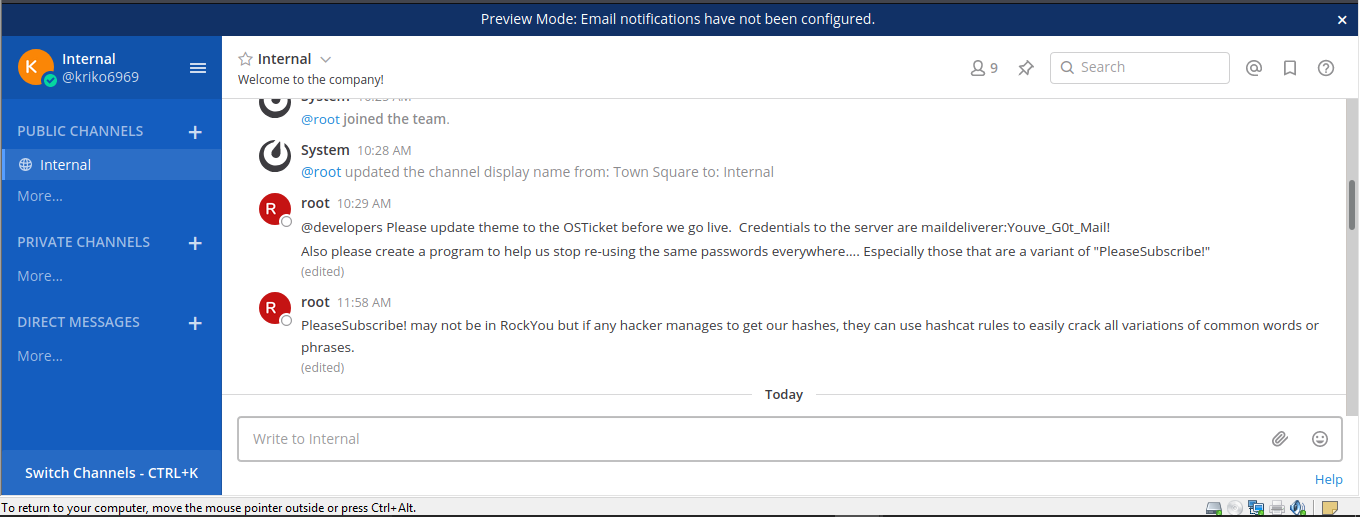 Preview Mode: Email notifications have not been configured.
K
Internal
@kriko6969
Internal
Welcome to the company!
9
Search
PUBLIC CHANNELS
Internal
More...
PRIVATE CHANNELS
More...
DIRECT MESSAGES
More...
Switch Channels - CTRL+K
System 10:25 AM
@root joined the team.
System 10:28 AM
@root updated the channel display name from: Town Square to: Internal
R
root 10:29 AM
@developers Please update theme to the OSTicket before we go live. Credentials to the server are maildeliverer:Youve_G0t_Mail!
Also please create a program to help us stop re-using the same passwords everywhere.... Especially those that are a variant of "PleaseSubscribe!"
(edited)
R
root 11:58 AM
PleaseSubscribe! may not be in RockYou but if any hacker manages to get our hashes, they can use hashcat rules to easily crack all variations of common words or
phrases.
(edited)
Today
Write to Internal
Help
To return to your computer, move the mouse pointer outside or press Ctrl+Alt.